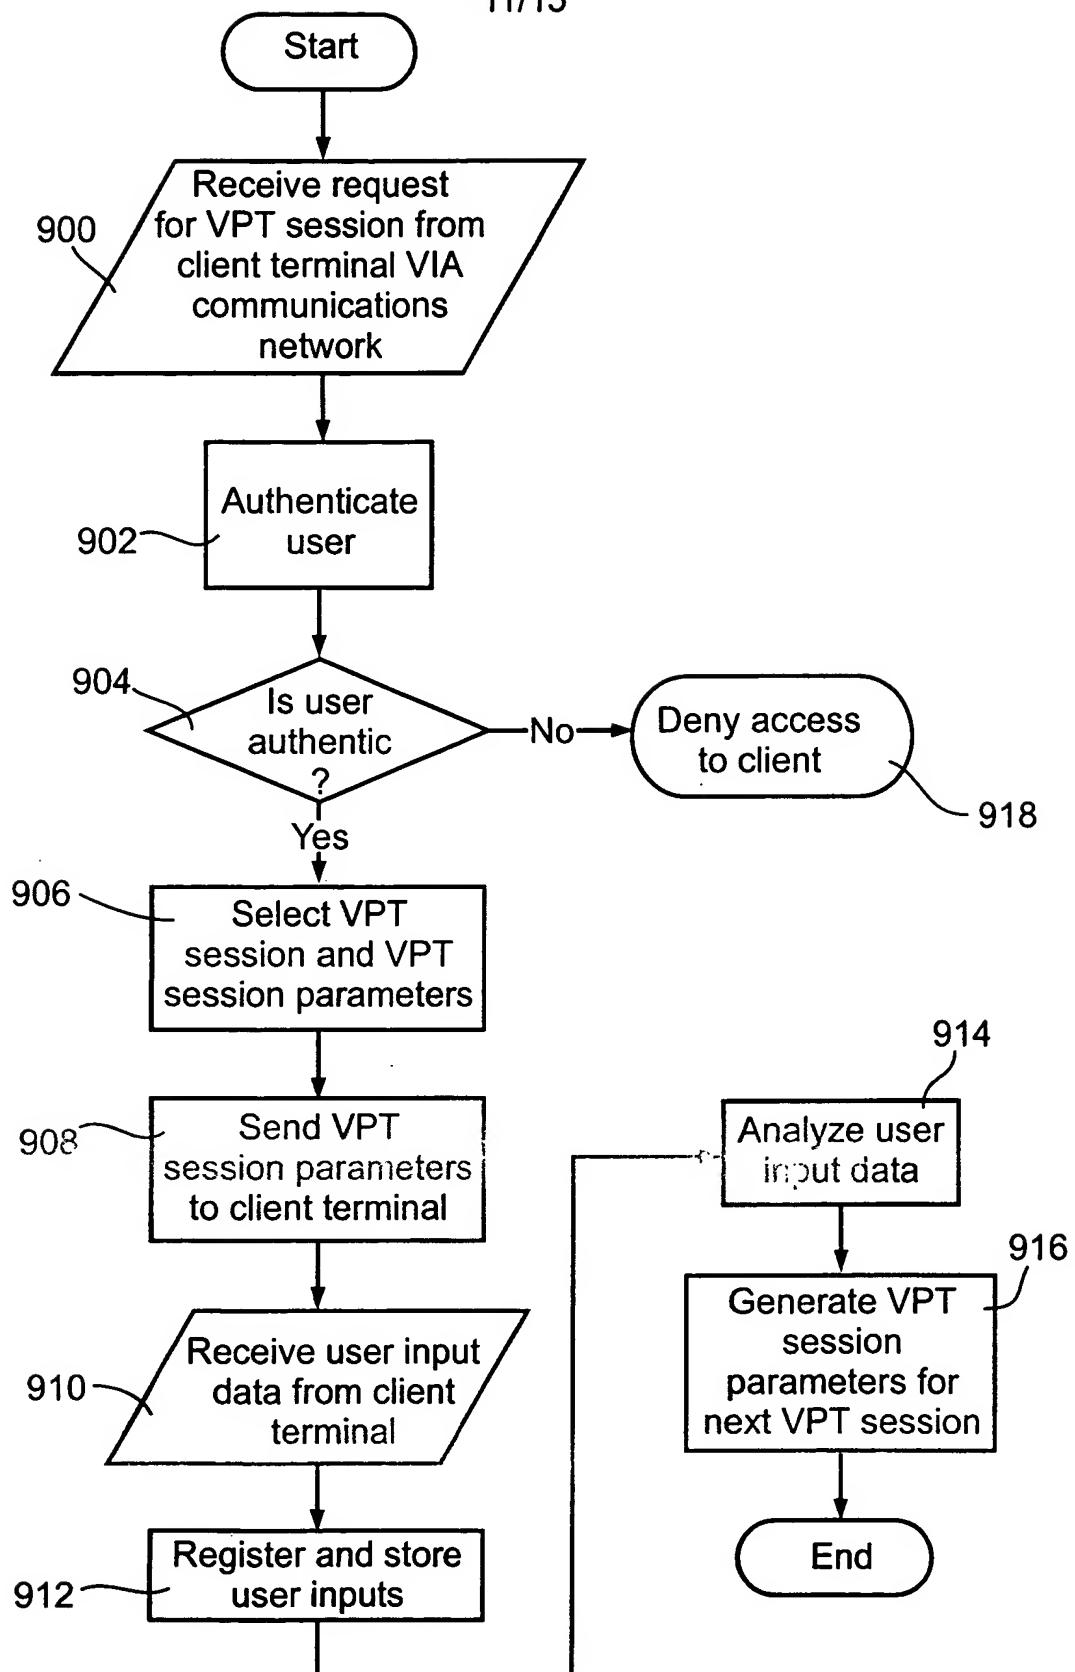 11/13
Start
Receive request
for VPT session from
client terminal VIA
communications
network
900
Authenticate
user
902
904
Is user
authentic
?
No
Deny access
to client
918
Yes
906
Select VPT
session and VPT
session parameters
908
Send VPT
session parameters
to client terminal
910
Receive user input
data from client
terminal
912
Register and store
user inputs
914
Analyze user
input data
916
Generate VPT
session
parameters for
next VPT session
End